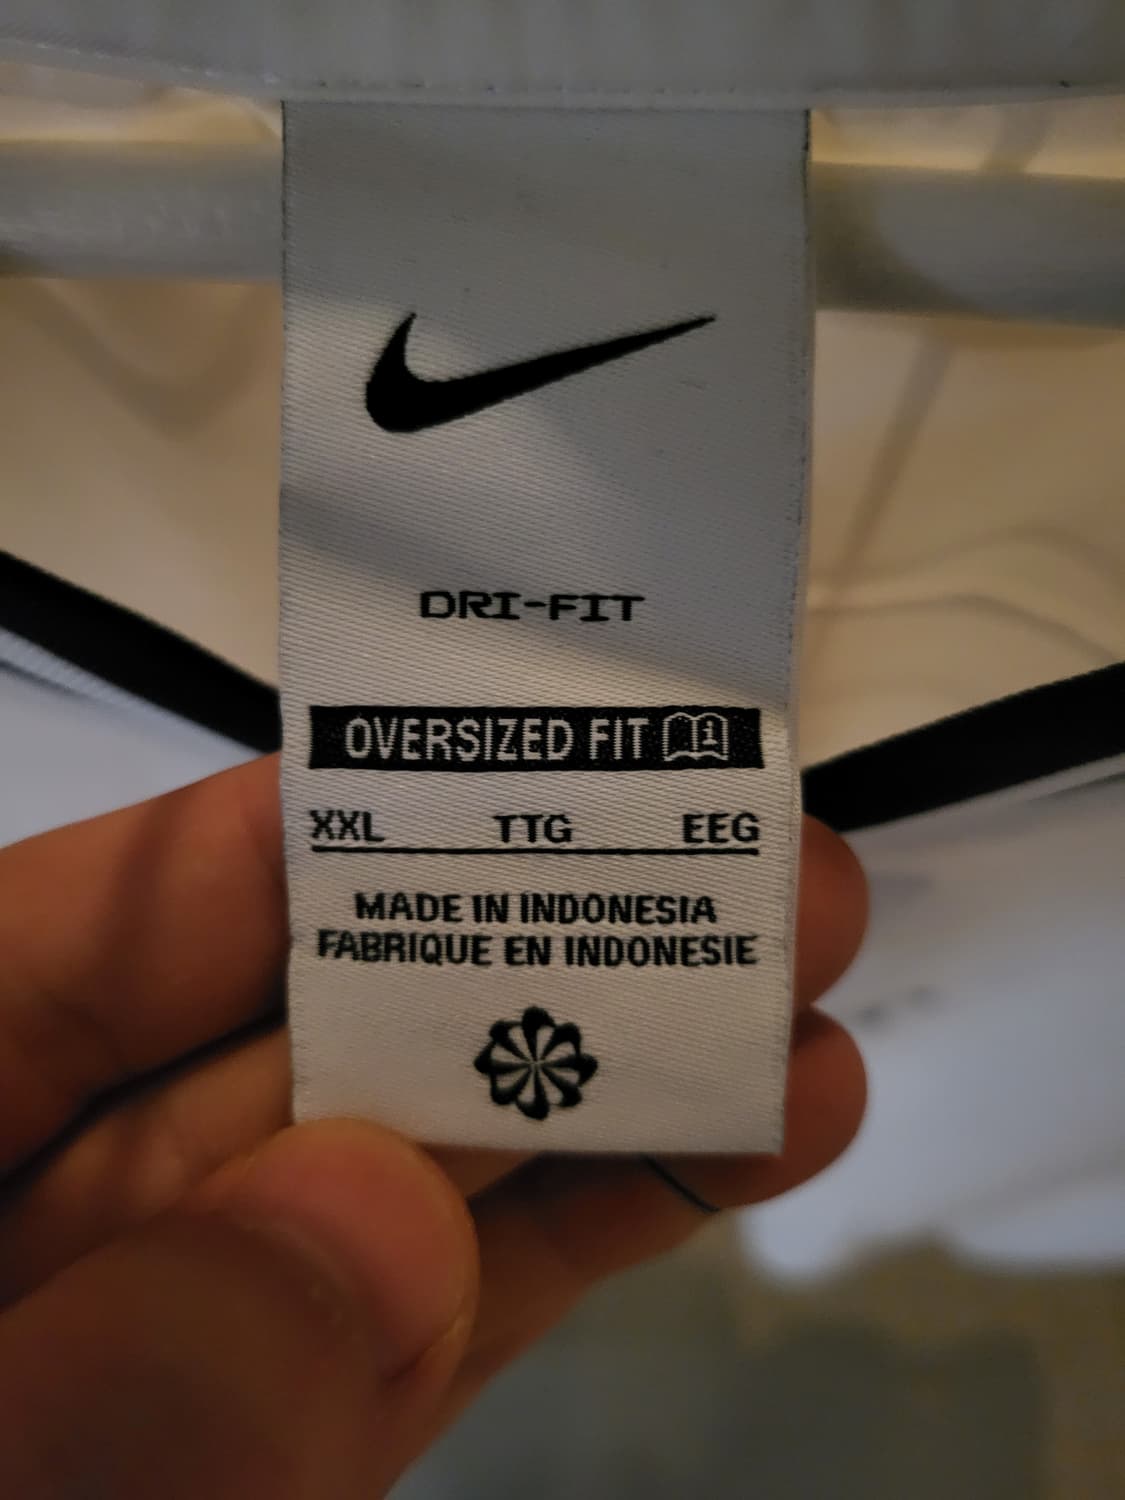 DRI-FIT
OVERSIZED FIT
XXL TTG EEG
MADE IN INDONESIA
FABRIQUE EN INDONESIE